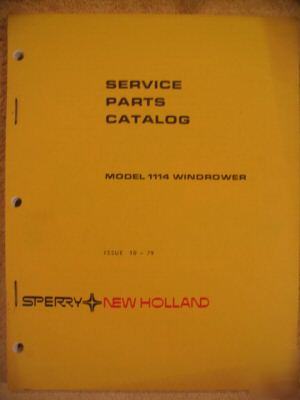 SERVICE
PARTS
CATALOG
MODEL 1114 WINDROWER
ISSUE 10 - 79
SPERRY NEW HOLLAND